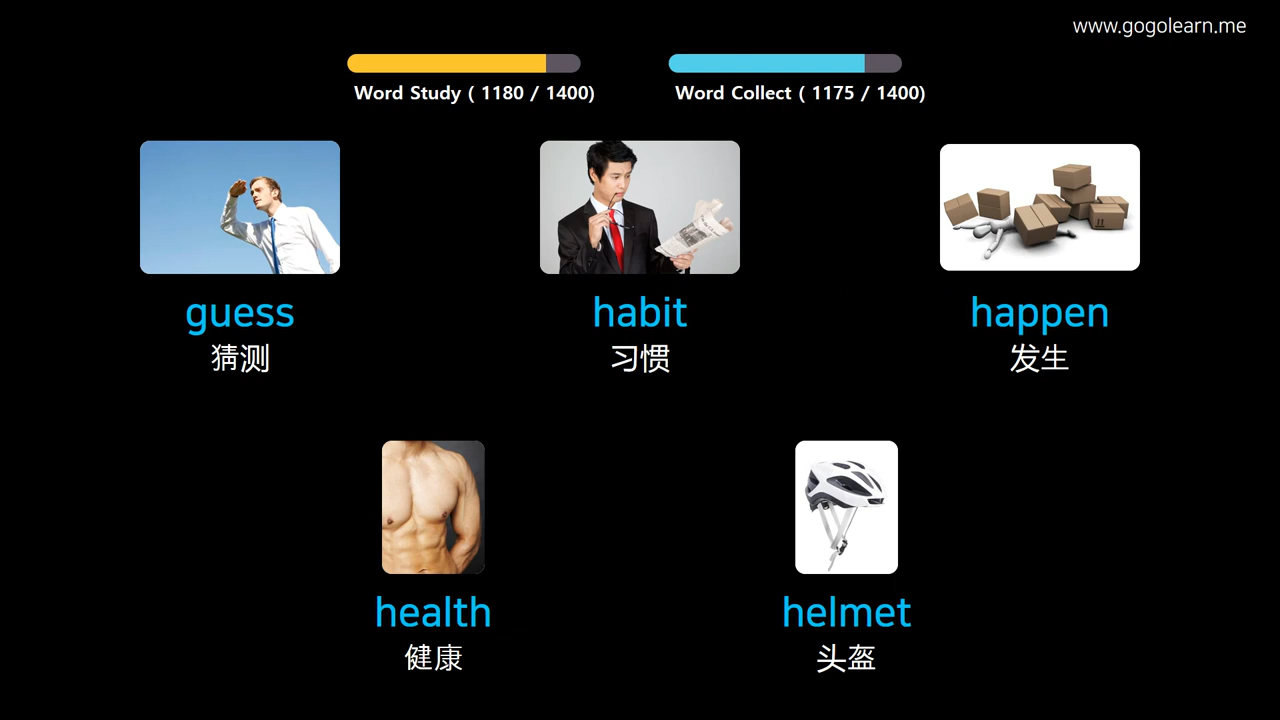 www.gogolearn.me
Word Study ( 1180 / 1400)
Word Collect ( 1175 / 1400)
guess
猜测
habit
习惯
happen
发生
health
健康
helmet
头盔